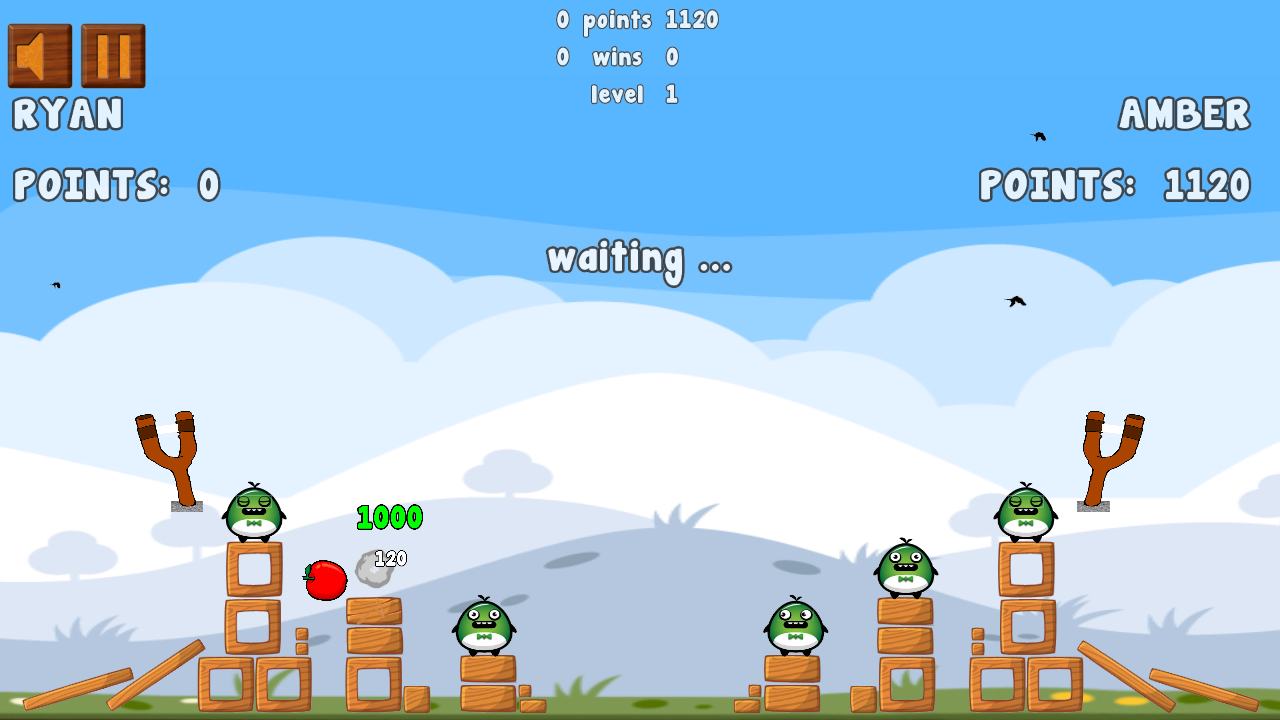 0 points 1120
0 wins 0
level 1
RYAN
AMBER
POINTS: 0
POINTS: 1120
waiting ...
1000
120